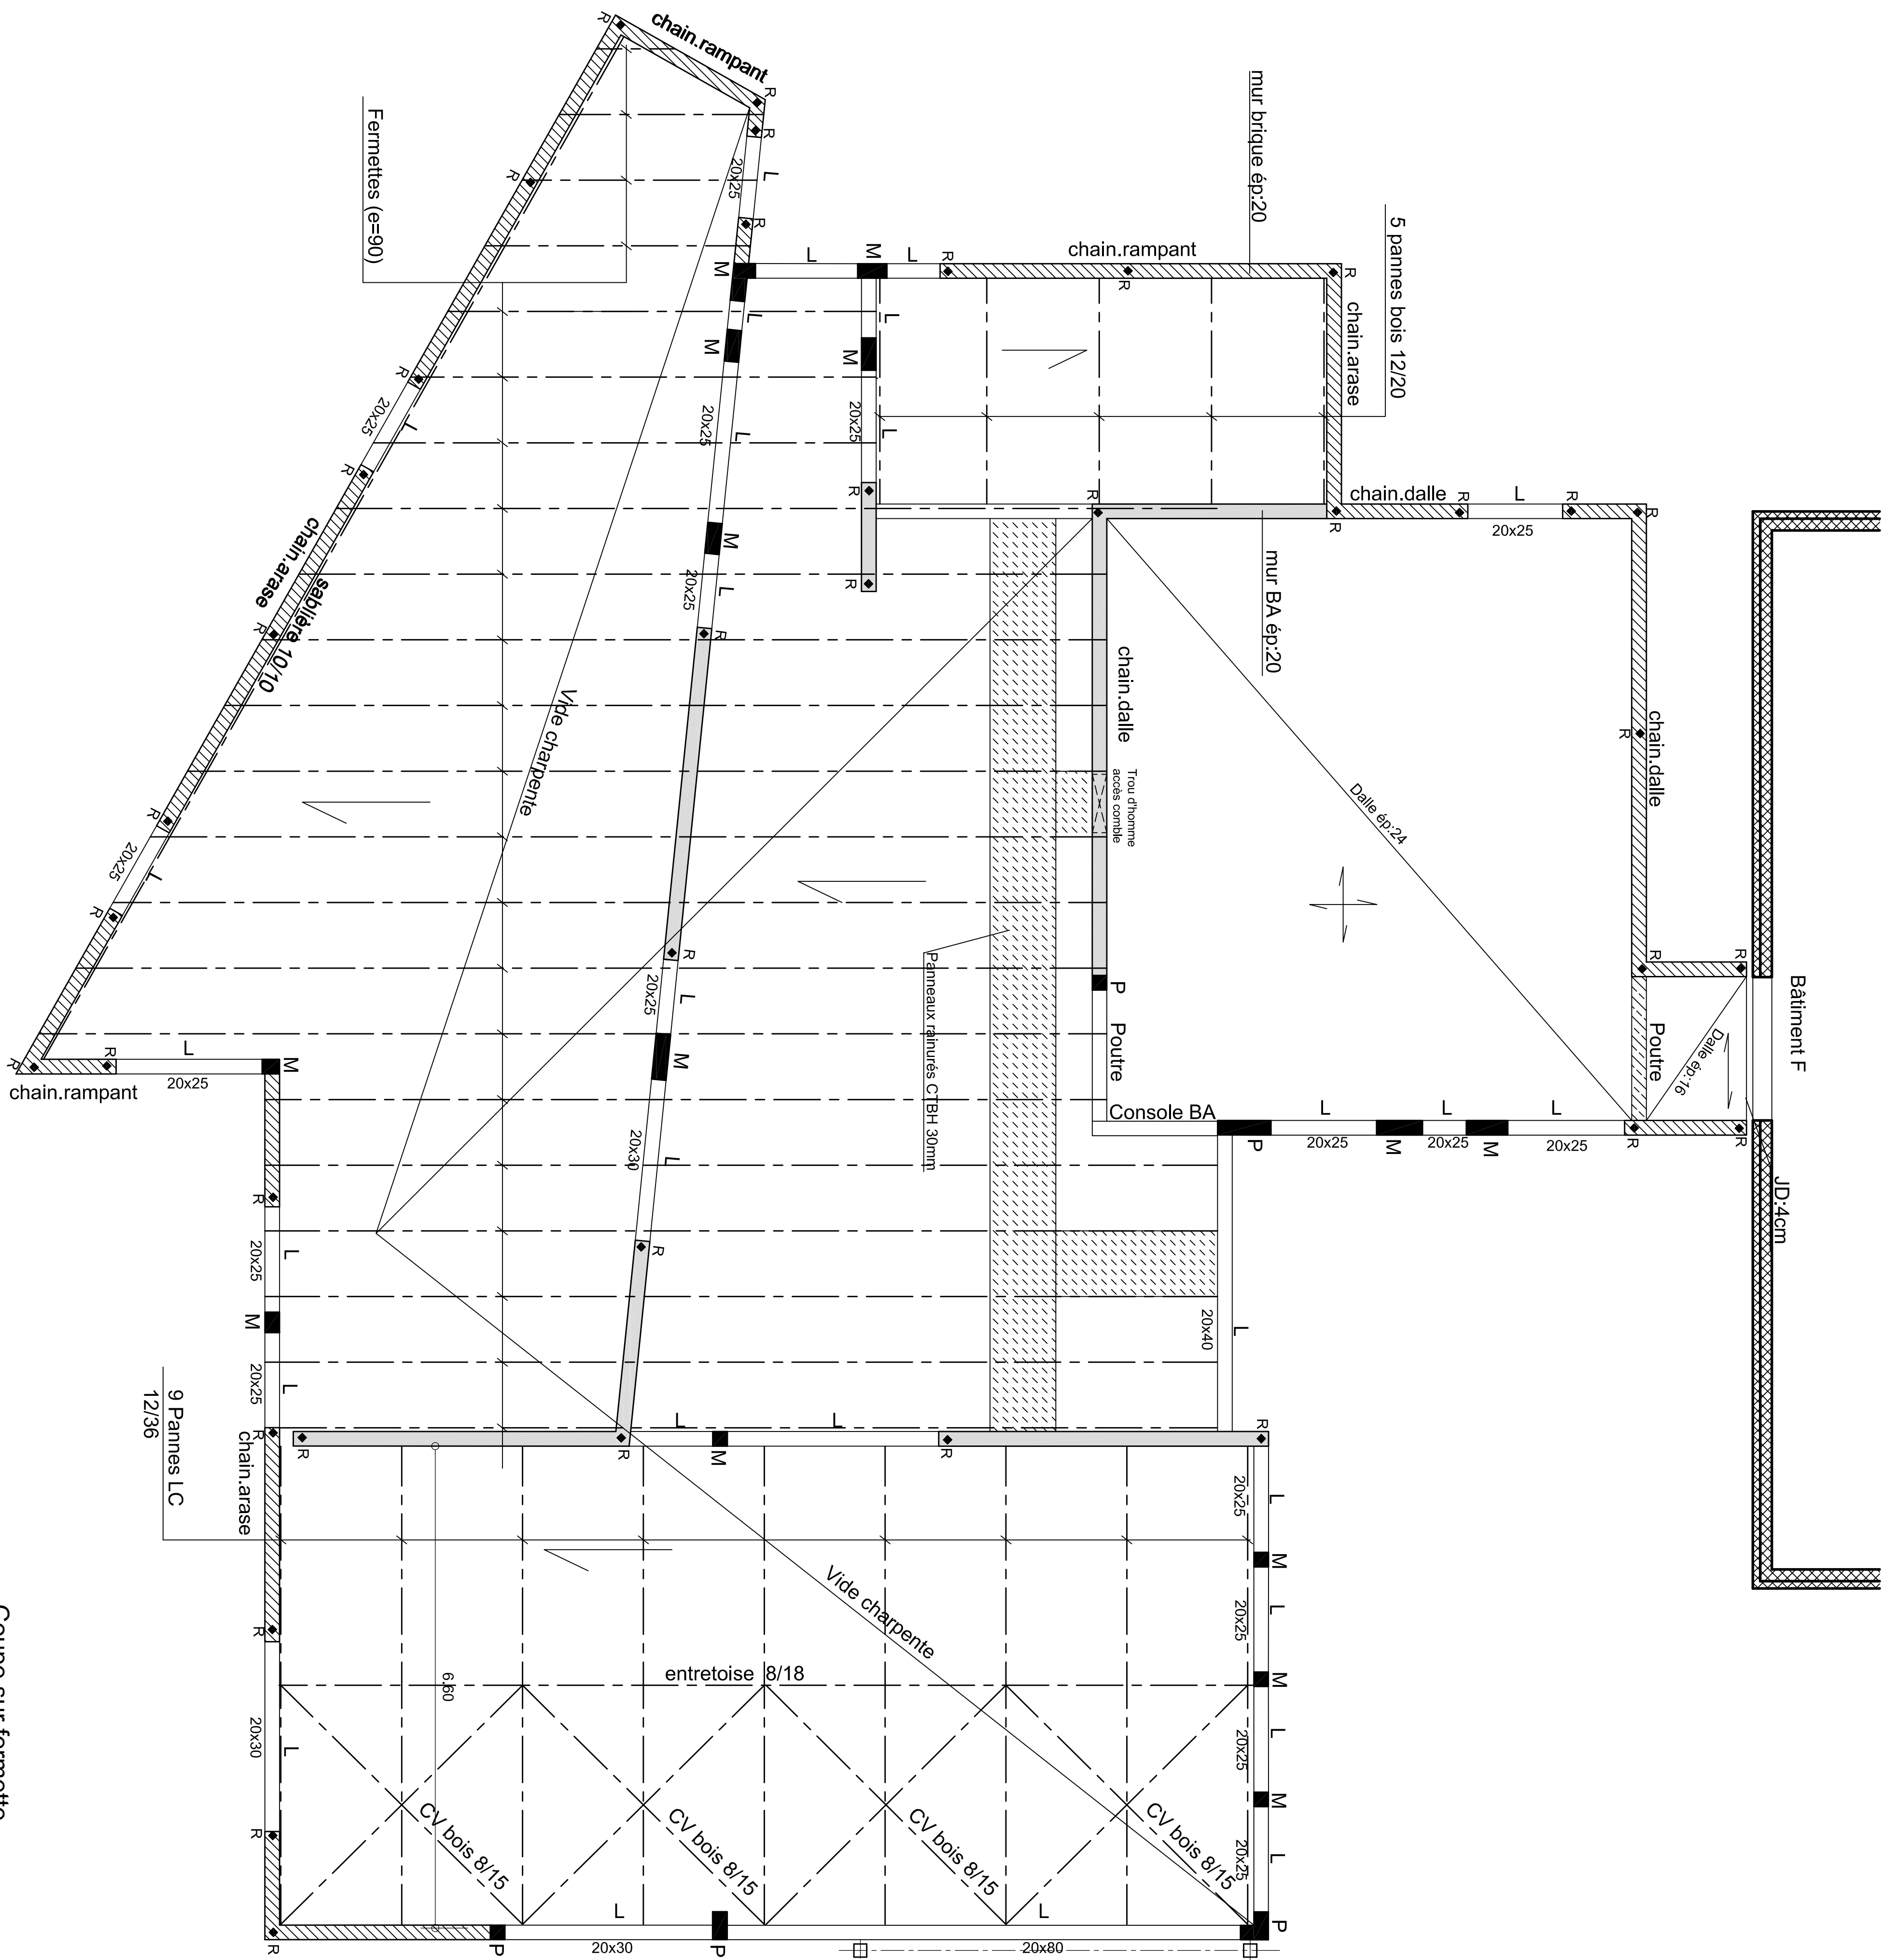 chain.rampant
R
R
R
mur brique ép:20
5 pannes bois 12/20
Fermettes (e=90)
L
20x25
R
R
chain.rampant
L
M
L
R
R
R
M
chain.arase
L
M
L
M
20x25
L
20x25
L
R
R
20x25
L
R
chain.dalle
R
L
R
R
20x25
R
R
mur BA ép:20
M
L
20x25
R
chain.arase
sablière 10/10
R
Vide charpente
chain.dalle
Trou d'homme
accès comble
Dalle ép:24
chain.dalle
R
Bâtiment F
R
20x25
L
R
R
L
20x25
M
Panneaux rainurés CTBH 30mm
P
Poutre
Console BA
R
R
Poutre
Dalle ép:16
JD:4cm
L
L
L
P
20x25
M
20x25
M
20x25
R
R
R
R
L
20x25
M
chain.rampant
20x30
L
R
R
L
20x25
M
20x25
L
R
20x40
L
R
9 Pannes LC
12/36
chain.arase
R
R
L
M
L
R
20x25
L
M
20x25
L
M
20x25
L
M
20x25
L
P
Vide charpente
entretoise 8/18
6.60
R
20x30
L
R
R
CV bois 8/15
CV bois 8/15
CV bois 8/15
CV bois 8/15
P
L
20x30
P
L
20x80
Coupe sur fermette